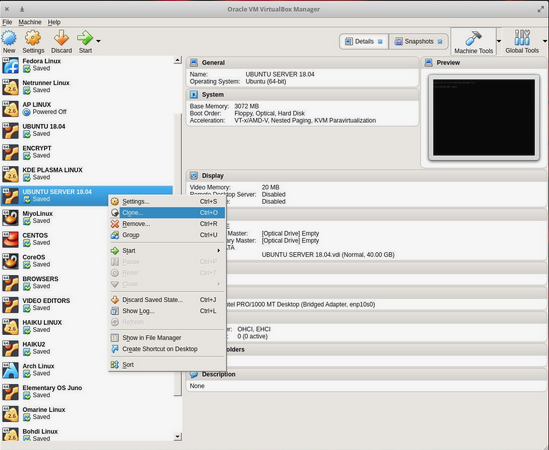 Oracle VM VirtualBox Manager
File Machine Help
New Settings Discard Start Details Snapshots Machine Tools Global Tools
Fedora Linux
Saved
Netrunner Linux
Saved
AP LINUX
Powered Off
UBUNTU 18.04
Saved
ENCRYPT
Saved
KDE PLASMA LINUX
Saved
UBUNTU SERVER 18.04
Saved
MiyoLinux
Saved
CENTOS
Saved
CoreOS
Saved
BROWSERS
Saved
VIDEO EDITORS
Saved
HAIKU LINUX
Saved
HAIKU2
Saved
Arch Linux
Saved
Elementary OS Juno
Saved
Omarine Linux
Saved
Bohdi Linux
Saved
Settings... Ctrl+S
Clone... Ctrl+O
Remove... Ctrl+R
Group Ctrl+U
Start
Pause Ctrl+P
Reset Ctrl+T
Close
Discard Saved State... Ctrl+J
Show Log... Ctrl+L
Refresh
Show in File Manager
Create Shortcut on Desktop
Sort
General
Name: UBUNTU SERVER 18.04
Operating System: Ubuntu (64-bit)
System
Base Memory: 3072 MB
Boot Order: Floppy, Optical, Hard Disk
Acceleration: VT-x/AMD-V, Nested Paging, KVM Paravirtualization
Preview
Display
Video Memory: 20 MB
Remote Desktop Server: Disabled
Disabled
Master: [Optical Drive] Empty
Master: [Optical Drive] Empty
UBUNTU SERVER 18.04.vdi (Normal, 40.00 GB)
PRO/1000 MT Desktop (Bridged Adapter, enp10s0)
OHCI, EHCI
0 (0 active)
Description
None